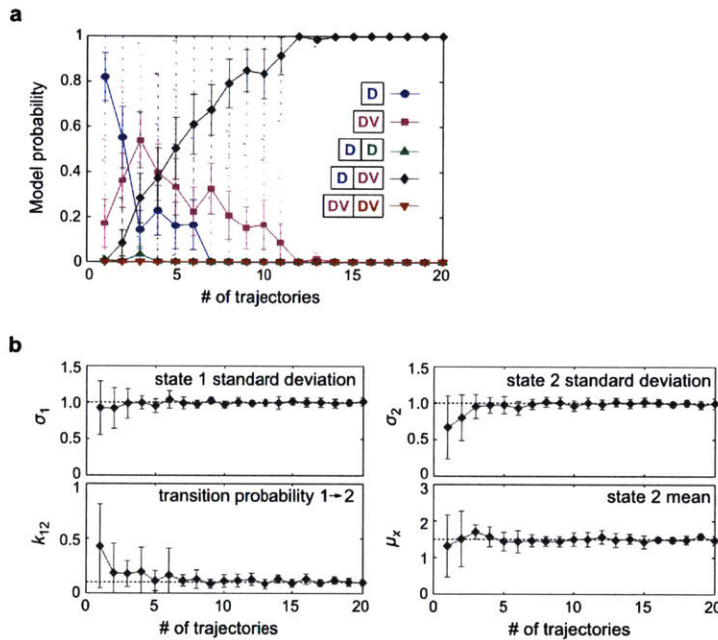 a
Model probability
1
0.8
0.6
0.4
0.2
0
D
DV
D D
D DV
DV DV
0 5 10 15 20
# of trajectories
b
1.5
1.0
0.5
0
σ1
state 1 standard deviation
1.5
1.0
0.5
0
σ2
state 2 standard deviation
1
0.5
0
k12
transition probability 1→2
0 5 10 15 20
# of trajectories
3
2
1
0
μx
state 2 mean
0 5 10 15 20
# of trajectories